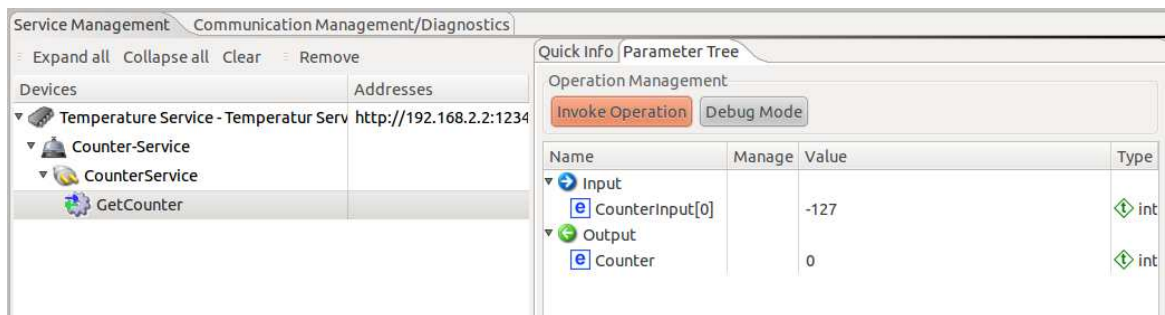 Service Management Communication Management/Diagnostics
Expand all Collapse all Clear Remove
Devices Addresses
Temperature Service - Temperatur Serv http://192.168.2.2:1234
Counter-Service
CounterService
GetCounter
Quick Info Parameter Tree
Operation Management
Invoke Operation Debug Mode
Name Manage Value Type
Input
e CounterInput[0] -127 t int
Output
e Counter 0 t int